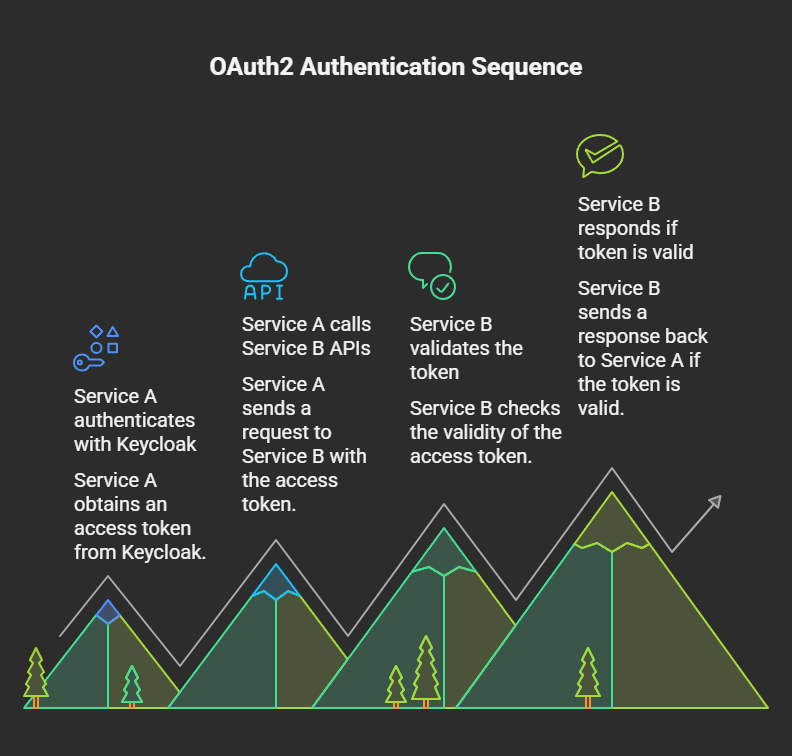 OAuth2 Authentication Sequence
Service A
authenticates
with Keycloak
Service A
obtains an
access token
from Keycloak.
API
Service A calls
Service B APIs
Service A
sends a
request to
Service B with
the access
token.
Service B
validates the
token
Service B checks
the validity of the
access token.
Service B
responds if
token is valid
Service B
sends a
response back
to Service A if
the token is
valid.